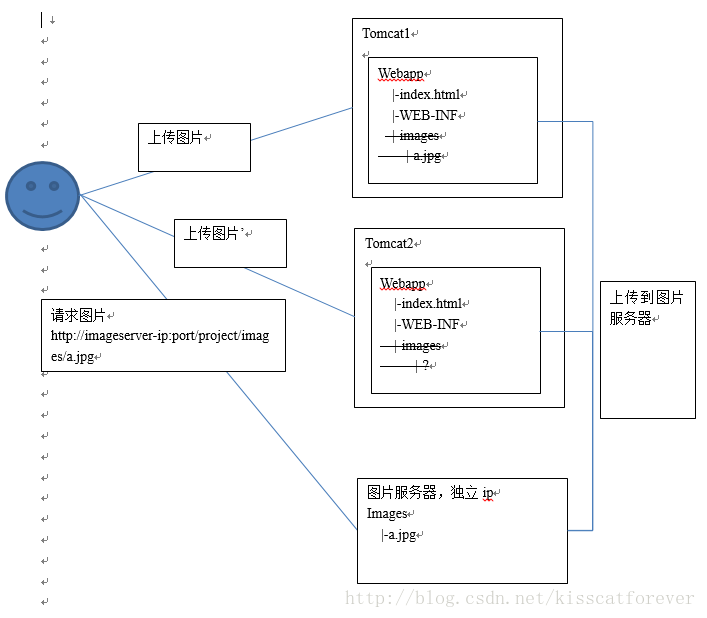 Tomcat1
Webapp
|-index.html
|-WEB-INF
|-images
|-a.jpg
上传图片
上传图片’
Tomcat2
Webapp
|-index.html
|-WEB-INF
|-images
|-?
上传到图片
服务器
请求图片
http://imageserver-ip:port/project/imag
es/a.jpg
图片服务器，独立 ip
Images
|-a.jpg
http://blog.csdn.net/kisscatforever